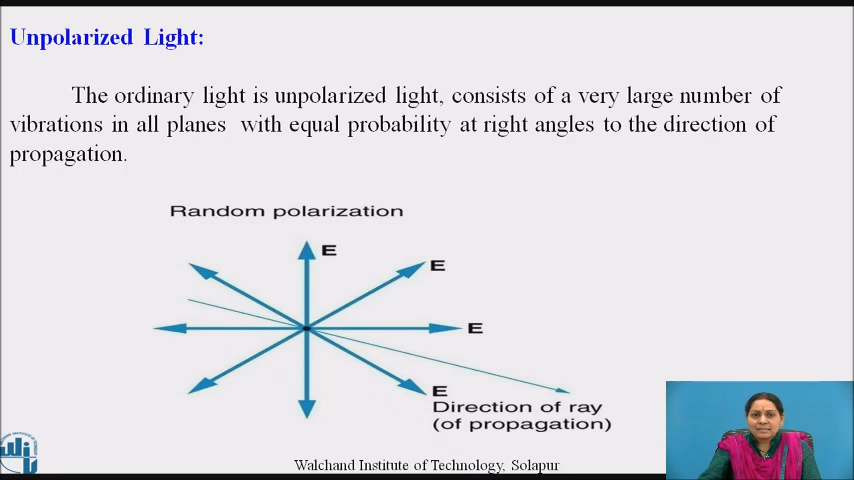 Unpolarized Light:
The ordinary light is unpolarized light, consists of a very large number of
vibrations in all planes with equal probability at right angles to the direction of
propagation.
Random polarization
E
E
E
E
Direction of ray
(of propagation)
Walchand Institute of Technology, Solapur